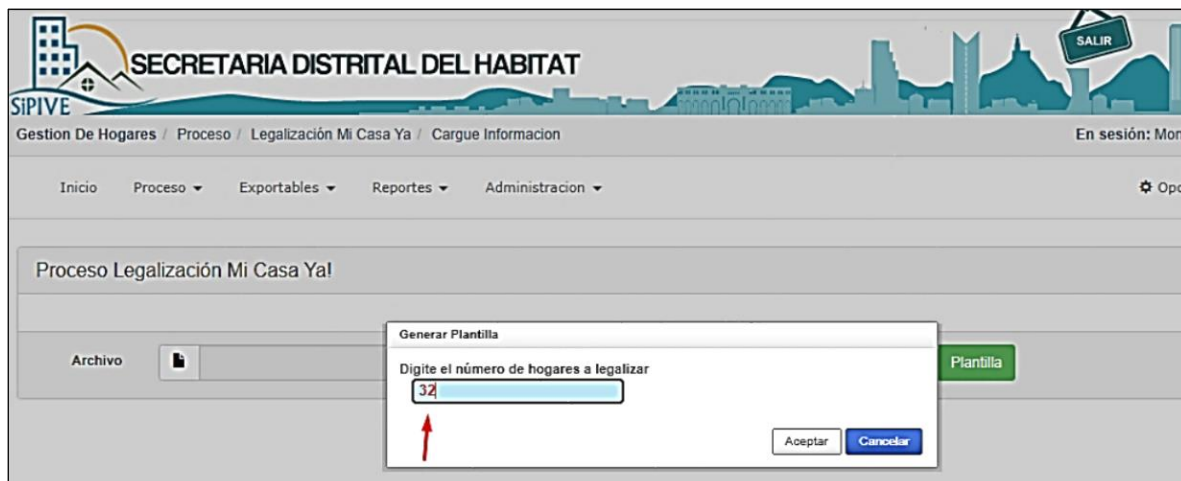 SALIR
SECRETARIA DISTRITAL DEL HABITAT
SiPIVE
Gestion De Hogares / Proceso / Legalización Mi Casa Ya / Cargue Informacion En sesión: Mon
Inicio Proceso Exportables Reportes Administracion Opc
Proceso Legalización Mi Casa Ya!
Generar Plantilla
Digite el número de hogares a legalizar
Archivo Plantilla
32
Aceptar Cancelar